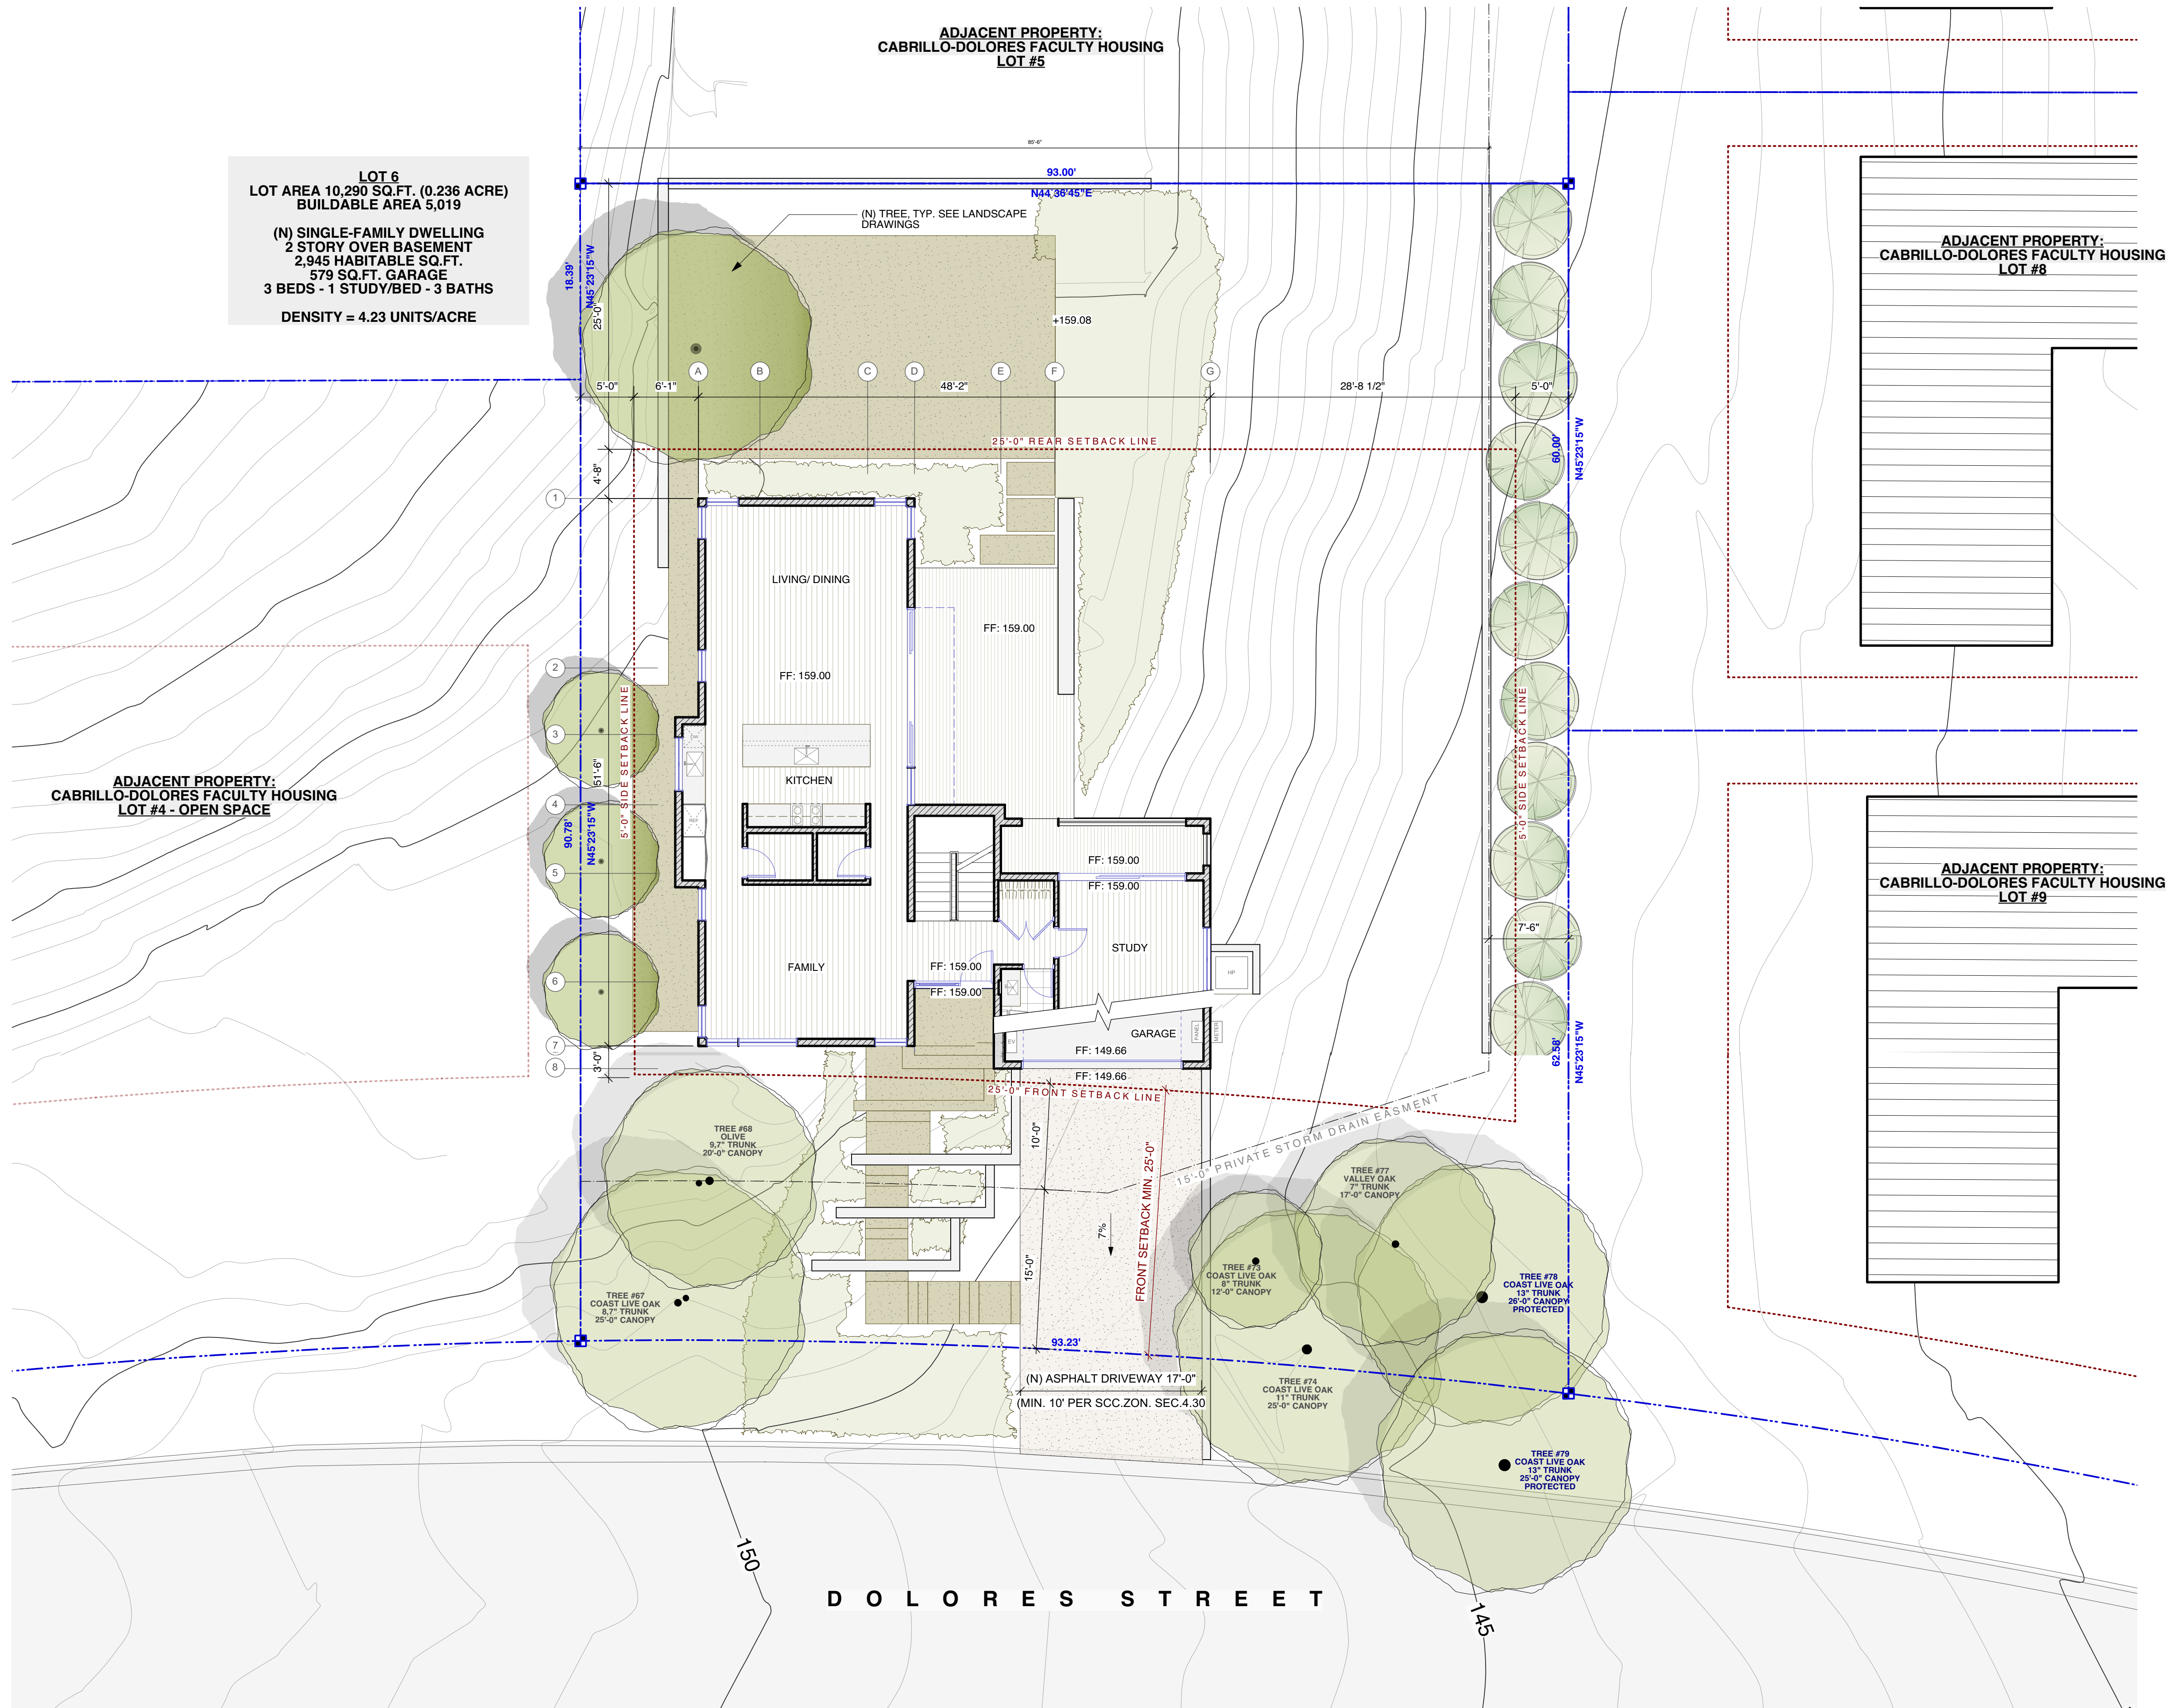 ADJACENT PROPERTY:
CABRILLO-DOLORES FACULTY HOUSING
LOT #5
85'-6"
93.00'
N44°36'45"E
LOT 6
LOT AREA 10,290 SQ.FT. (0.236 ACRE)
BUILDABLE AREA 5,019
(N) SINGLE-FAMILY DWELLING
2 STORY OVER BASEMENT
2,945 HABITABLE SQ.FT.
579 SQ.FT. GARAGE
3 BEDS - 1 STUDY/BED - 3 BATHS
DENSITY = 4.23 UNITS/ACRE
(N) TREE, TYP. SEE LANDSCAPE
DRAWINGS
ADJACENT PROPERTY:
CABRILLO-DOLORES FACULTY HOUSING
LOT #8
18.39'
N45°23'15"W
25'-0"
+159.08
A
B
C
D
E
F
G
5'-0"
6'-1"
48'-2"
28'-8 1/2"
5'-0"
25'-0" REAR SETBACK LINE
60.00'
N45°23'15"W
4'-8"
1
2
3
4
5
6
7
8
LIVING/ DINING
FF: 159.00
FF: 159.00
5'-0" SIDE SETBACK LINE
5'-0" SIDE SETBACK LINE
51'-6"
DW
KITCHEN
REF
90.78'
N45°23'15"W
ADJACENT PROPERTY:
CABRILLO-DOLORES FACULTY HOUSING
LOT #4 - OPEN SPACE
FF: 159.00
FF: 159.00
ADJACENT PROPERTY:
CABRILLO-DOLORES FACULTY HOUSING
LOT #9
7'-6"
STUDY
FAMILY
FF: 159.00
FF: 159.00
HP
GARAGE
PANEL
METER
EV
FF: 149.66
FF: 149.66
62.58'
N45°23'15"W
3'-0"
25'-0" FRONT SETBACK LINE
15'-0" PRIVATE STORM DRAIN EASMENT
TREE #68
OLIVE
9,7" TRUNK
20'-0" CANOPY
10'-0"
FRONT SETBACK MIN. 25'-0"
TREE #77
VALLEY OAK
7" TRUNK
17'-0" CANOPY
7%
15'-0"
TREE #73
COAST LIVE OAK
8" TRUNK
12'-0" CANOPY
TREE #78
COAST LIVE OAK
13" TRUNK
26'-0" CANOPY
PROTECTED
TREE #67
COAST LIVE OAK
8,7" TRUNK
25'-0" CANOPY
93.23'
(N) ASPHALT DRIVEWAY 17'-0"
(MIN. 10' PER SCC.ZON. SEC.4.30
TREE #74
COAST LIVE OAK
11" TRUNK
25'-0" CANOPY
TREE #79
COAST LIVE OAK
13" TRUNK
25'-0" CANOPY
PROTECTED
150
DOLORES STREET
145